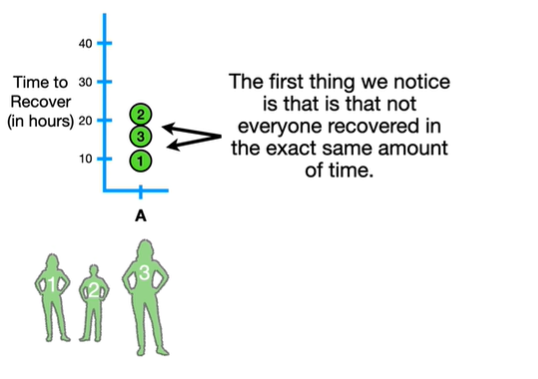 40
Time to 30
Recover
(in hours) 20
10
2
3
1
A
The first thing we notice
is that is that not
everyone recovered in
the exact same amount
of time.
1
2
3